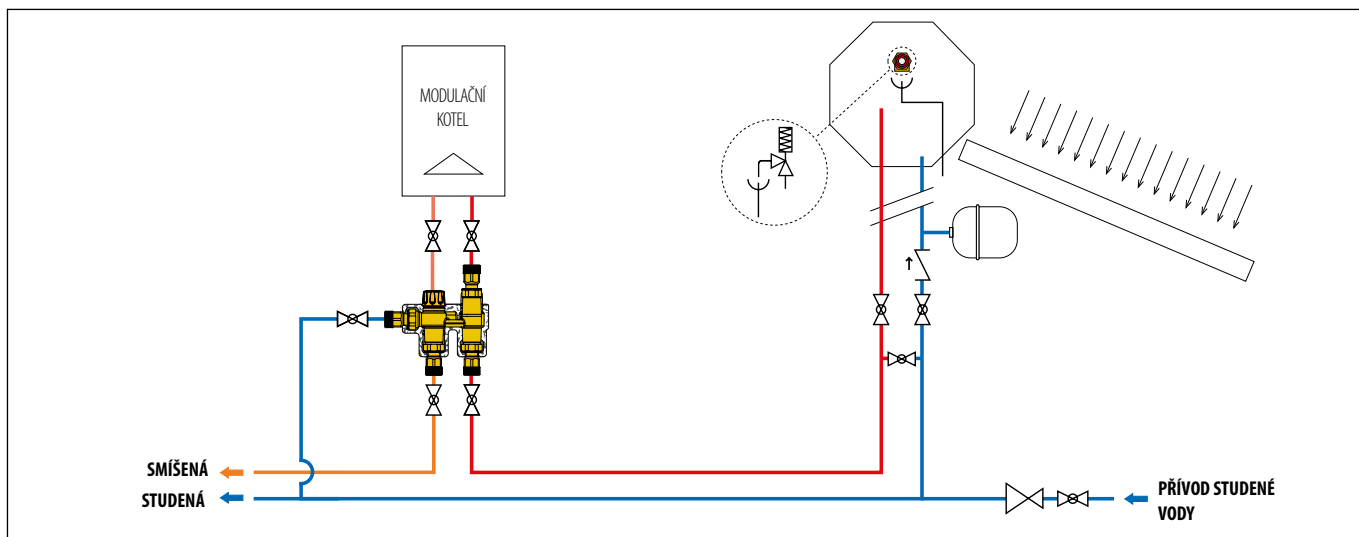 MODULAČNÍ
KOTEL
SMÍŠENÁ
STUDENÁ
PŘÍVOD STUDENÉ
VODY